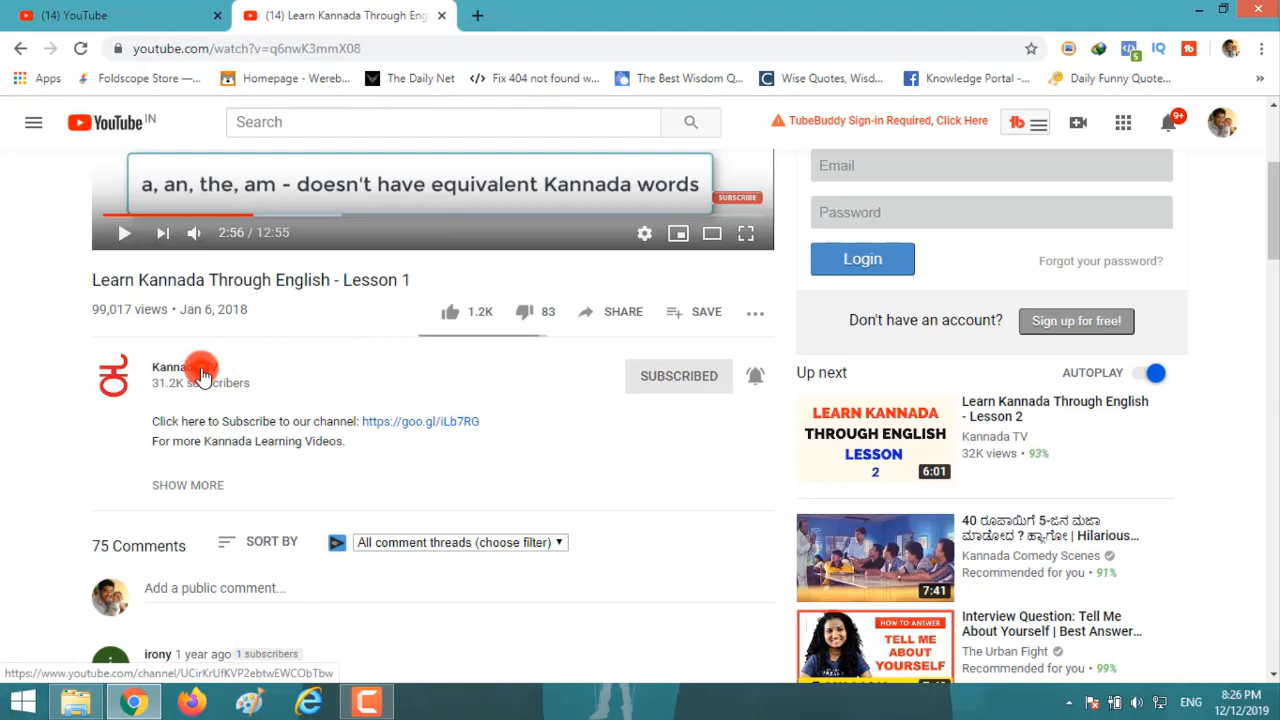 (14) YouTube
(14) Learn Kannada Through Eng
youtube.com/watch?v=q6nwK3mmX08
5
IQ
tb
Apps
Foldscope Store —...
Homepage - Wereb...
The Daily Net
Fix 404 not found w...
The Best Wisdom Q...
Wise Quotes, Wisd...
Knowledge Portal -...
Daily Funny Quote...
»
YouTube IN
Search
TubeBuddy Sign-in Required, Click Here
tb
9+
a, an, the, am - doesn't have equivalent Kannada words
SUBSCRIBE
2:56 / 12:55
Email
Password
Login
Forgot your password?
Don't have an account?
Sign up for free!
Learn Kannada Through English - Lesson 1
99,017 views • Jan 6, 2018
1.2K
83
SHARE
SAVE
ಕ
31.2K
SUBSCRIBED
Click here to Subscribe to our channel: https://goo.gl/iLb7RG
For more Kannada Learning Videos.
SHOW MORE
75 Comments
SORT BY
All comment threads (choose filter)
Add a public comment...
i
irony 1 year ago 1 subscribers
Up next
AUTOPLAY
LEARN KANNADA
THROUGH ENGLISH
LESSON
2
6:01
Learn Kannada Through English
- Lesson 2
Kannada TV
32K views • 93%
7:41
40 ರೂಪಾಯಿಗೆ 5-ಜನ ಮಜಾ
ಮಾಡೋದ ? ಹ್ಯಾಗೋ | Hilarious...
Kannada Comedy Scenes
Recommended for you • 91%
HOW TO ANSWER
TELL ME
ABOUT
YOURSELF
Interview Question: Tell Me
About Yourself | Best Answer...
The Urban Fight
Recommended for you • 99%
https://www.youtube.com/channel/UCirKrUfKVP2ebtwEWCObTbw
ENG
8:26 PM
12/12/2019